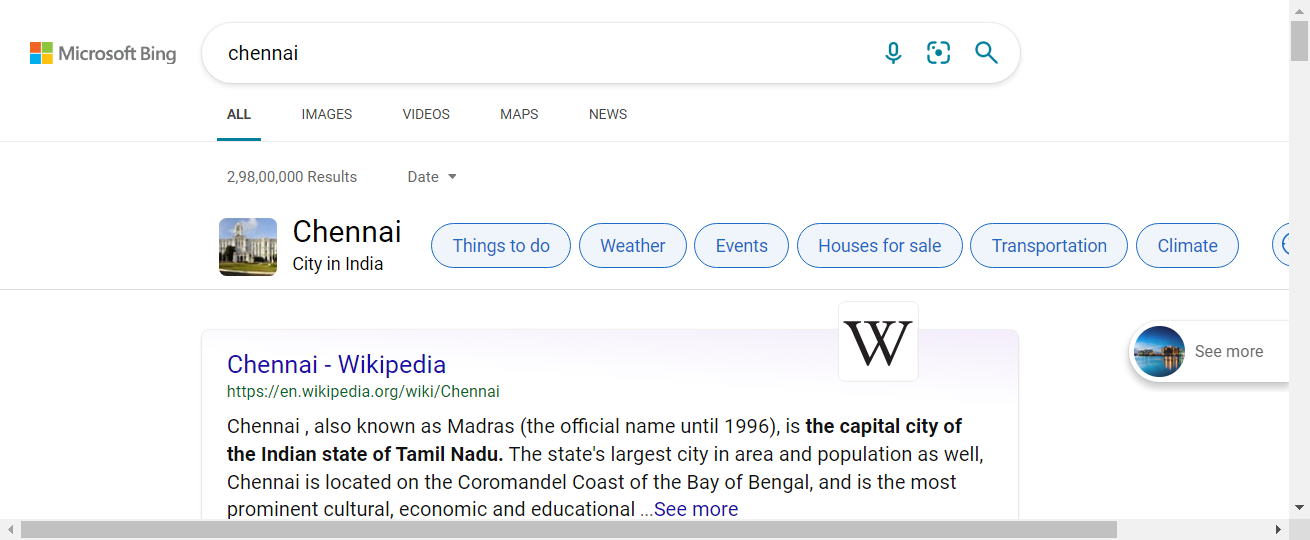 Microsoft Bing
chennai
ALL IMAGES VIDEOS MAPS NEWS
2,98,00,000 Results Date
Chennai
City in India
Things to do Weather Events Houses for sale Transportation Climate
W
Chennai - Wikipedia
https://en.wikipedia.org/wiki/Chennai
See more
Chennai , also known as Madras (the official name until 1996), is the capital city of
the Indian state of Tamil Nadu. The state's largest city in area and population as well,
Chennai is located on the Coromandel Coast of the Bay of Bengal, and is the most
prominent cultural, economic and educational ...See more